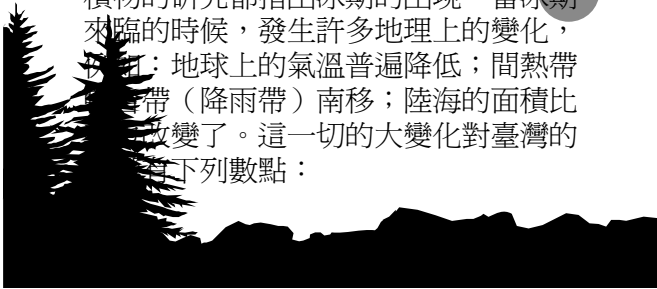 積物的研究都指出冰期的出現。當冰期
來臨的時候，發生許多地理上的變化，
：地球上的氣溫普遍降低；間熱帶
帶（降雨帶）南移；陸海的面積比
改變了。這一切的大變化對臺灣的
下列數點：